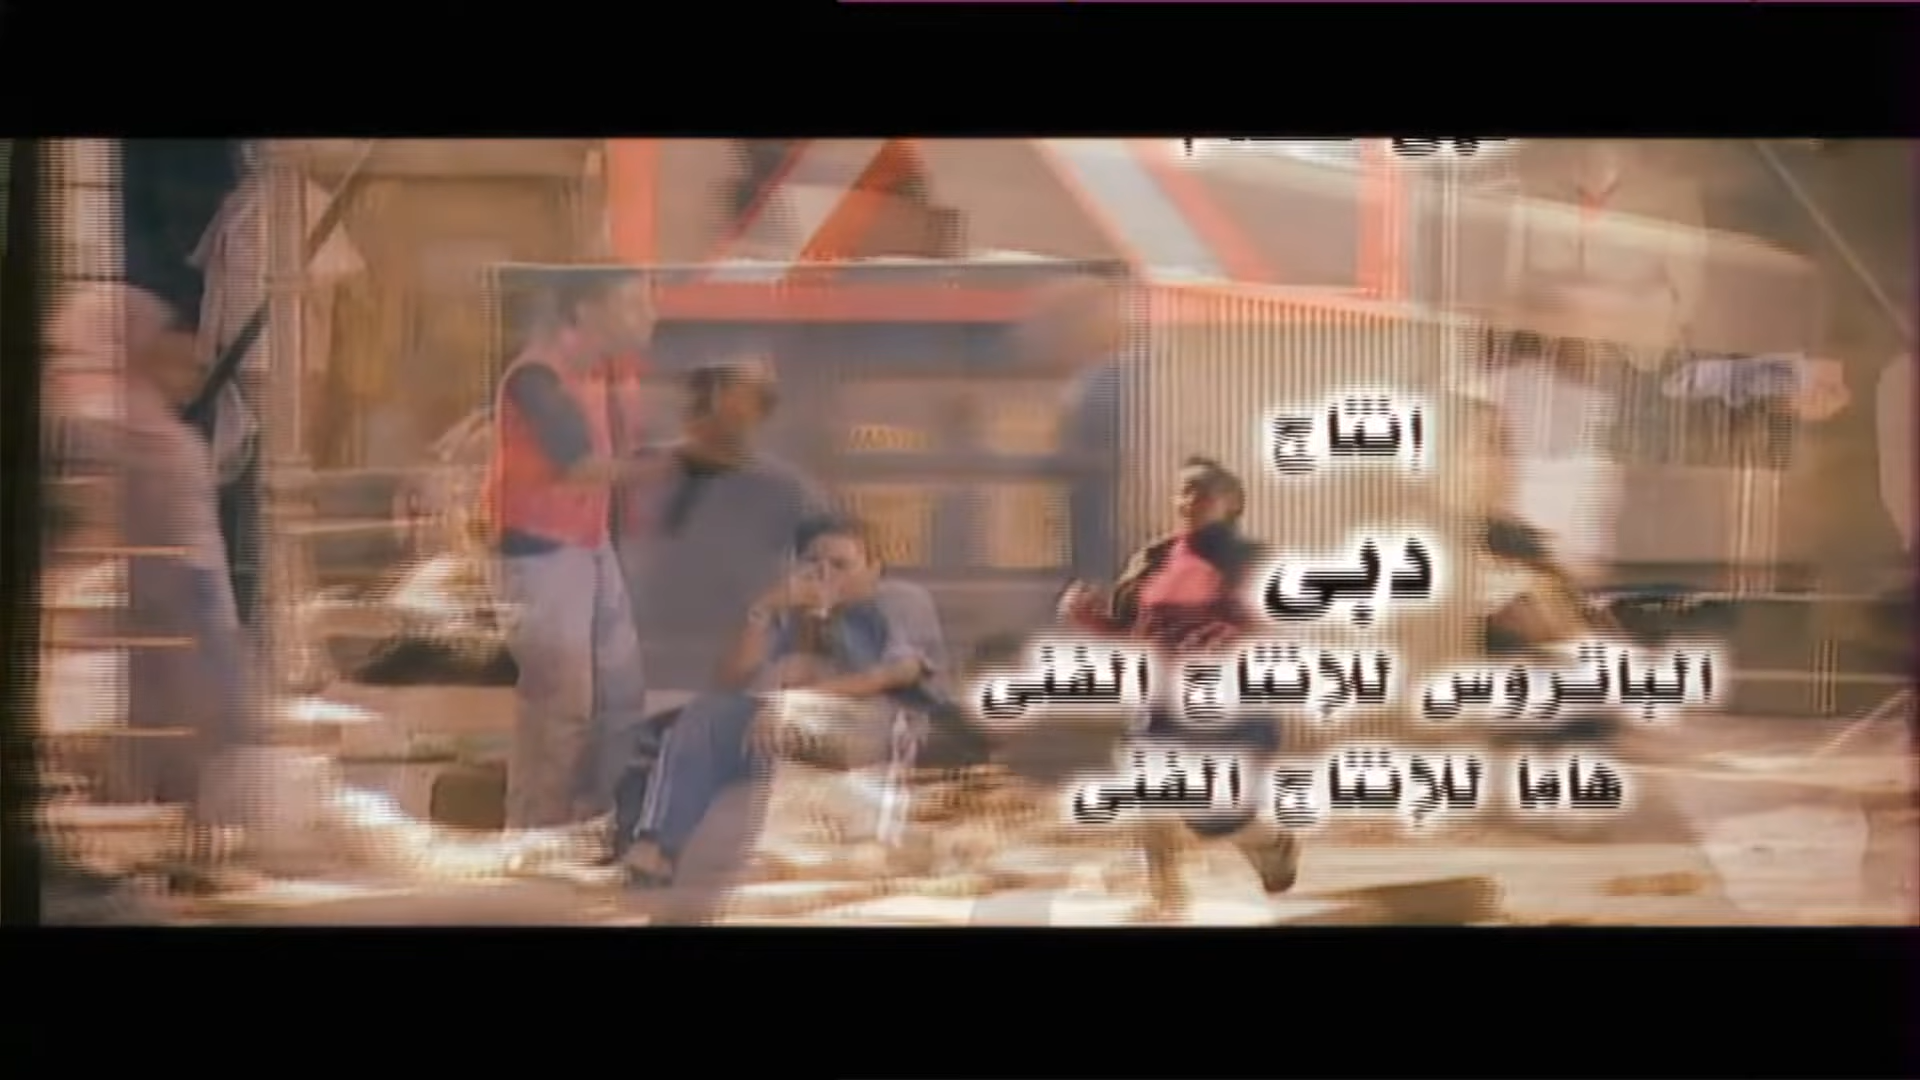 إنتاج
دبى
الباتروس للإنتاج الفنى
هاما للإنتاج الفنى